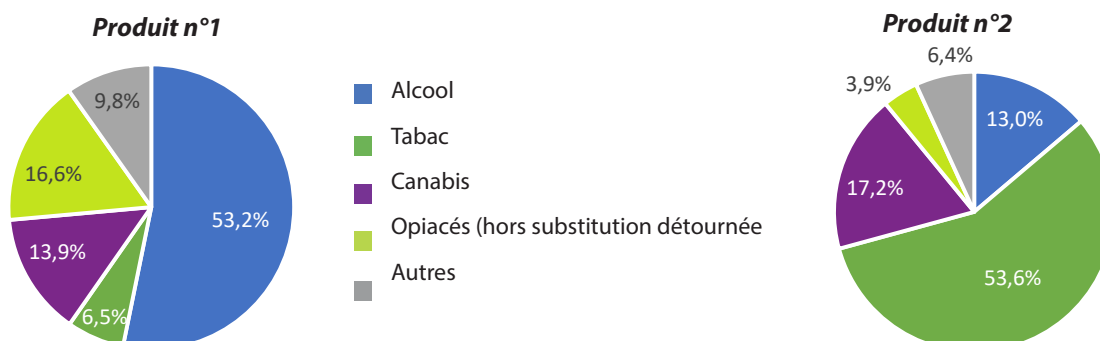 Produit n°1
9,8%
16,6%
53,2%
13,9%
6,5%
Alcool
Tabac
Canabis
Opiacés (hors substitution détournée
Autres
Produit n°2
6,4%
3,9%
13,0%
17,2%
53,6%